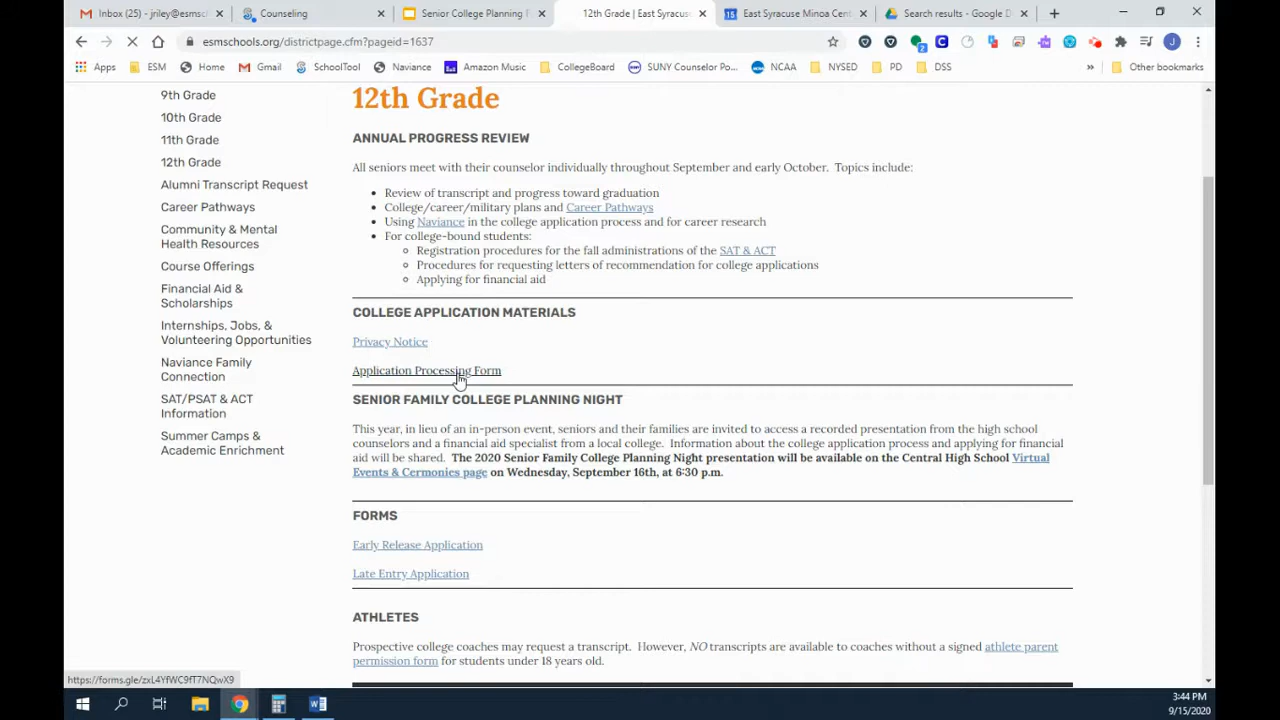 Inbox (25) - jriley@esmsc
Counseling
Senior College Planning F
12th Grade | East Syracuse
East Syracuse Minoa Cent
Search results - Google D
esmschools.org/districtpage.cfm?pageid=1637
Apps
ESM
Home
Gmail
SchoolTool
Naviance
Amazon Music
CollegeBoard
SUNY Counselor Po...
NCAA
NYSED
PD
DSS
»
Other bookmarks
9th Grade
10th Grade
11th Grade
12th Grade
Alumni Transcript Request
Career Pathways
Community & Mental
Health Resources
Course Offerings
Financial Aid &
Scholarships
Internships, Jobs, &
Volunteering Opportunities
Naviance Family
Connection
SAT/PSAT & ACT
Information
Summer Camps &
Academic Enrichment
12th Grade
ANNUAL PROGRESS REVIEW
All seniors meet with their counselor individually throughout September and early October. Topics include:
• Review of transcript and progress toward graduation
• College/career/military plans and Career Pathways
• Using Naviance in the college application process and for career research
• For college-bound students:
○ Registration procedures for the fall administrations of the SAT & ACT
○ Procedures for requesting letters of recommendation for college applications
○ Applying for financial aid
COLLEGE APPLICATION MATERIALS
Privacy Notice
Application Processing Form
SENIOR FAMILY COLLEGE PLANNING NIGHT
This year, in lieu of an in-person event, seniors and their families are invited to access a recorded presentation from the high school
counselors and a financial aid specialist from a local college. Information about the college application process and applying for financial
aid will be shared. The 2020 Senior Family College Planning Night presentation will be available on the Central High School Virtual
Events & Cermonies page on Wednesday, September 16th, at 6:30 p.m.
FORMS
Early Release Application
Late Entry Application
ATHLETES
Prospective college coaches may request a transcript. However, NO transcripts are available to coaches without a signed athlete parent
permission form for students under 18 years old.
https://forms.gle/zxL4YfWC9fT7NQwX9
3:44 PM
9/15/2020